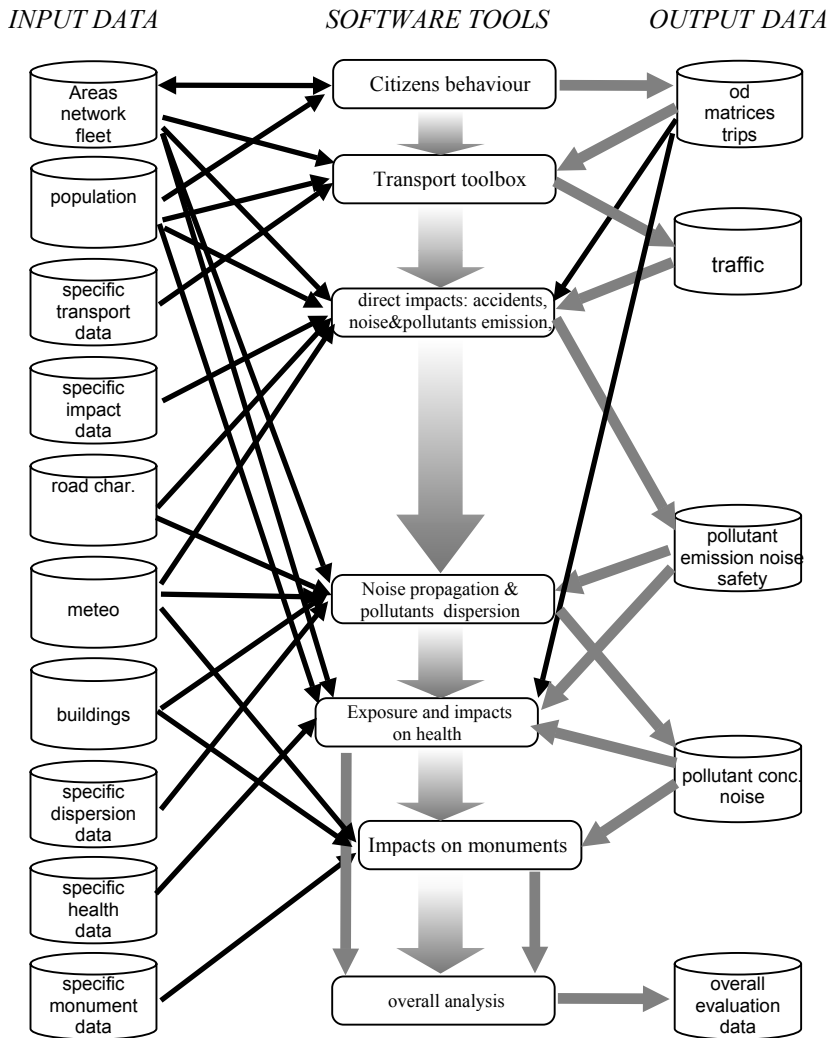 INPUT DATA
SOFTWARE TOOLS
OUTPUT DATA
Areas
network
fleet
population
specific
transport
data
specific
impact
data
road char.
meteo
buildings
specific
dispersion
data
specific
health
data
specific
monument
data
Citizens behaviour
Transport toolbox
direct impacts: accidents,
noise&pollutants emission,
Noise propagation &
pollutants dispersion
Exposure and impacts
on health
Impacts on monuments
overall analysis
od
matrices
trips
traffic
pollutant
emission noise
safety
pollutant conc.
noise
overall
evaluation
data